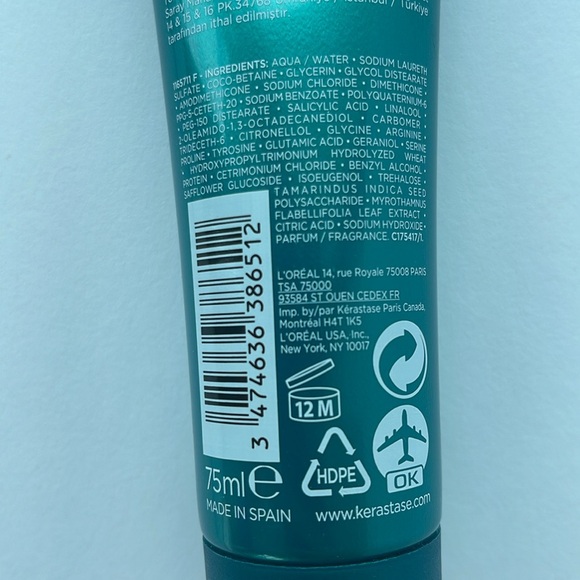 Saray Mah
14 & 15 & 16 PK.34768 / İstanbul / Türkiye
tarafından ithal edilmiştir.
1165711 F - INGREDIENTS: AQUA / WATER • SODIUM LAURETH
SULFATE • COCO-BETAINE • GLYCERIN • GLYCOL DISTEARATE
• AMODIMETHICONE • SODIUM CHLORIDE • DIMETHICONE •
PPG-5-CETETH-20 • SODIUM BENZOATE • POLYQUATERNIUM-6
• PEG-150 DISTEARATE • SALICYLIC ACID • LINALOOL •
2-OLEAMIDO-1,3-OCTADECANEDIOL • CARBOMER •
TRIDECETH-6 • CITRONELLOL • GLYCINE • ARGININE •
PROLINE • TYROSINE • GLUTAMIC ACID • GERANIOL • SERINE
• HYDROXYPROPYLTRIMONIUM HYDROLYZED WHEAT
PROTEIN • CETRIMONIUM CHLORIDE • BENZYL ALCOHOL •
SAFFLOWER GLUCOSIDE • ISOEUGENOL • TREHALOSE •
TAMARINDUS INDICA SEED
POLYSACCHARIDE • MYROTHAMNUS
FLABELLIFOLIA LEAF EXTRACT •
CITRIC ACID • SODIUM HYDROXIDE •
PARFUM / FRAGRANCE. C175417/1.
L'ORÉAL 14, rue Royale 75008 PARIS
TSA 75000
93584 ST OUEN CEDEX FR
Imp. by/par Kérastase Paris Canada,
Montréal H4T 1K5
L'ORÉAL USA, Inc.,
New York, NY 10017
3 474636 386512
12 M
HDPE
OK
75ml e
MADE IN SPAIN
www.kerastase.com